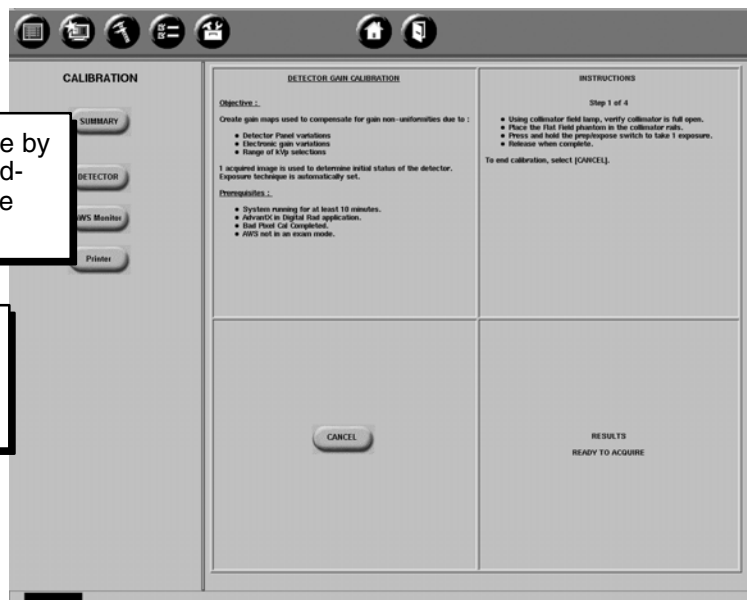 CALIBRATION
SUMMARY
DETECTOR
AWS Monitor
Printer
e by
d-
e
DETECTOR GAIN CALIBRATION
Objective :
Create gain maps used to compensate for gain non-uniformities due to :
• Detector Panel variations
• Electronic gain variations
• Range of kVp selections
1 acquired image is used to determine initial status of the detector.
Exposure technique is automatically set.
Prerequisites :
• System running for at least 10 minutes.
• AdvantX in Digital Rad application.
• Bad Pixel Cal Completed.
• AWS not in an exam mode.
INSTRUCTIONS
Step 1 of 4
• Using collimator field lamp, verify collimator is full open.
• Place the Flat Field phantom in the collimator rails.
• Press and hold the prep/expose switch to take 1 exposure.
• Release when complete.
To end calibration, select [CANCEL].
CANCEL
RESULTS
READY TO ACQUIRE